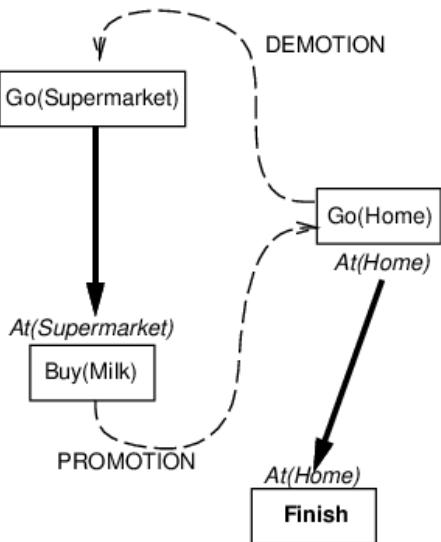 DEMOTION
Go(Supermarket)
Go(Home)
At(Home)
At(Supermarket)
Buy(Milk)
PROMOTION
At(Home)
Finish